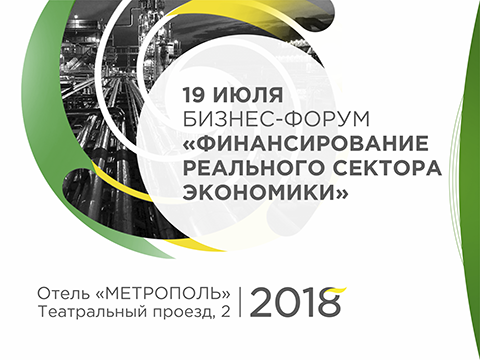 19 ИЮЛЯ
БИЗНЕС-ФОРУМ
«ФИНАНСИРОВАНИЕ
РЕАЛЬНОГО СЕКТОРА
ЭКОНОМИКИ»
Отель «МЕТРОПОЛЬ»
Театральный проезд, 2
2018